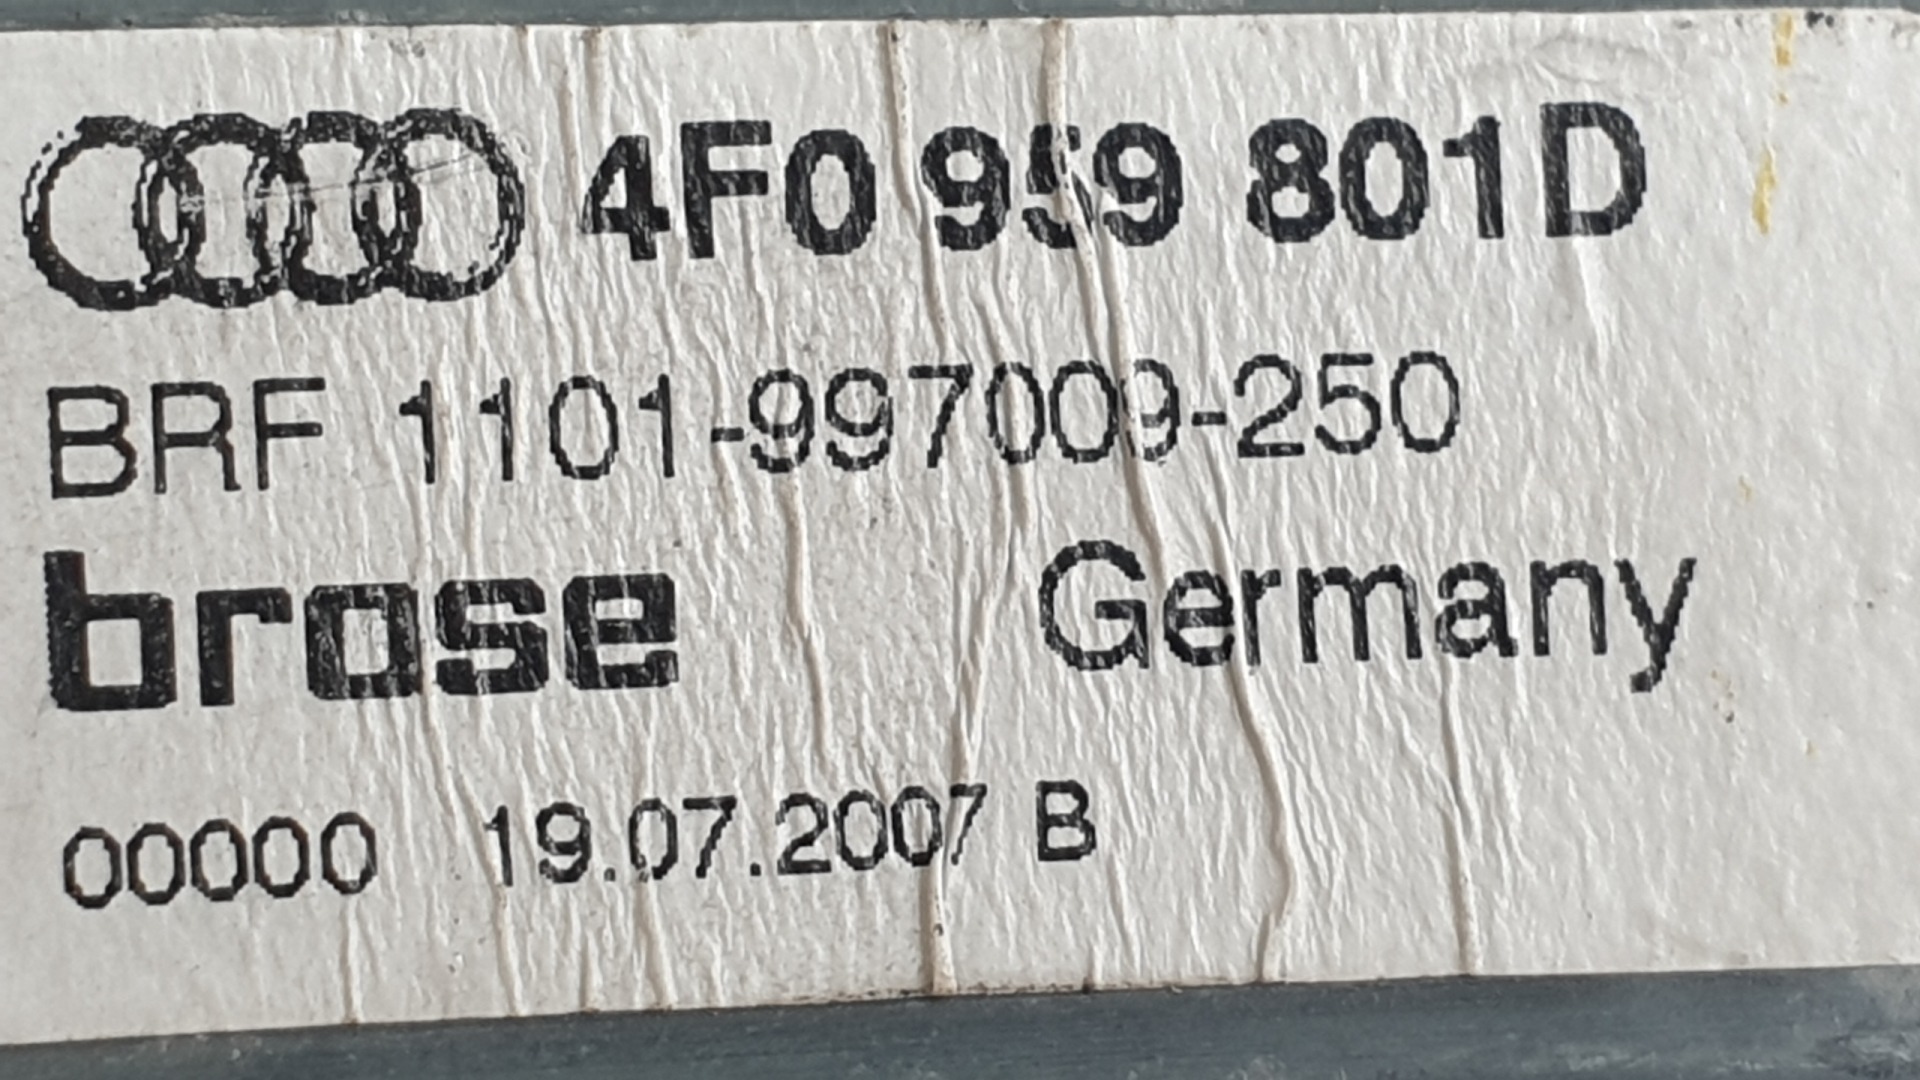 4F0 959 801D
BRF 1101-997009-250
brose Germany
00000 19.07.2007 B